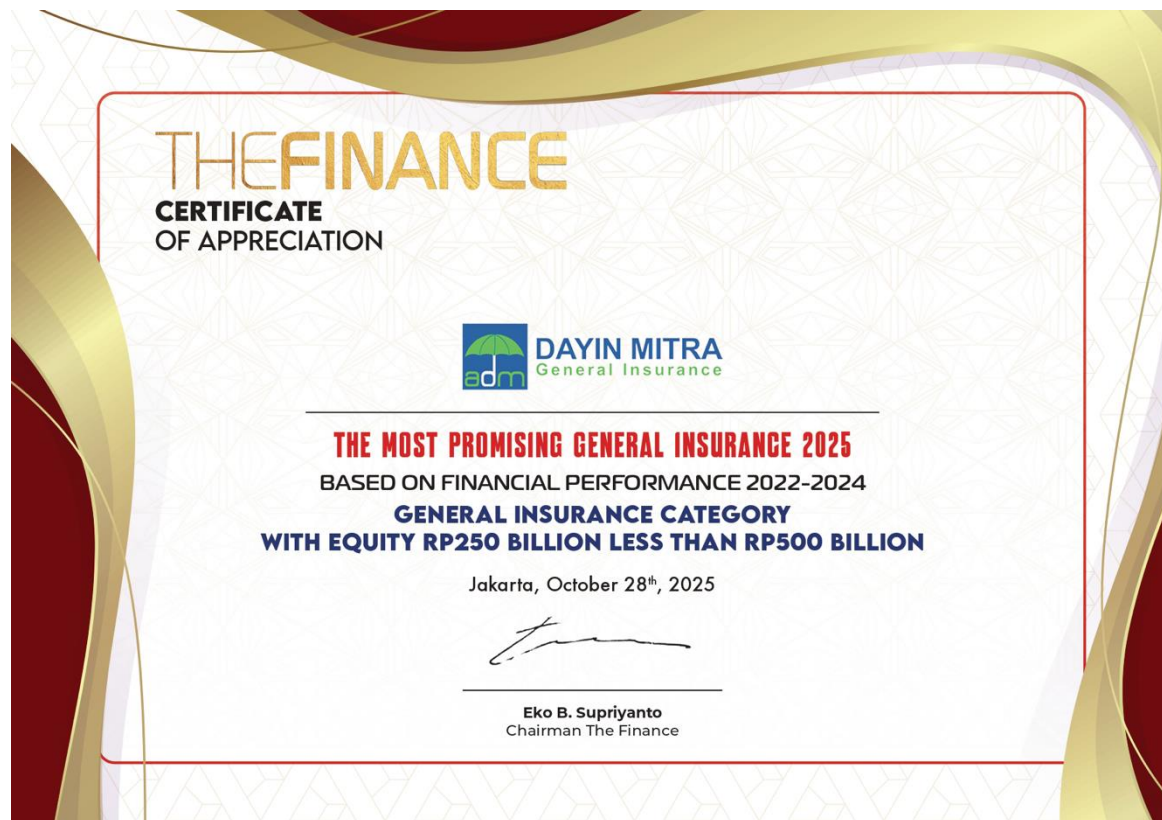 THEFINANCE
CERTIFICATE
OF APPRECIATION
adm
DAYIN MITRA
General Insurance
THE MOST PROMISING GENERAL INSURANCE 2025
BASED ON FINANCIAL PERFORMANCE 2022-2024
GENERAL INSURANCE CATEGORY
WITH EQUITY RP250 BILLION LESS THAN RP500 BILLION
Jakarta, October 28th, 2025
Eko B. Supriyanto
Chairman The Finance